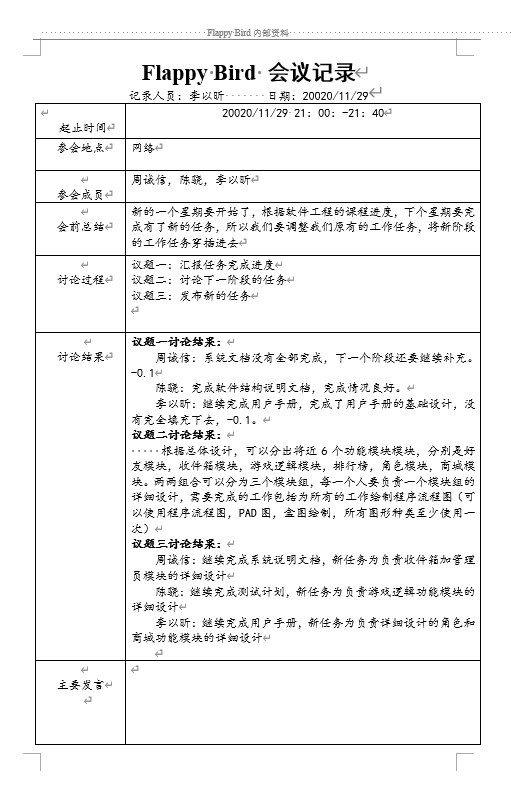 Flappy·Bird 内部资料
Flappy·Bird· 会议记录
记录人员：李以昕 日期：20020/11/29
起止时间
20020/11/29·21：00：-21：40
参会地点
网络
参会成员
周诚信，陈骁，李以昕
会前总结
新的一个星期要开始了，根据软件工程的课程进度，下个星期要完
成有了新的任务，所以我们要调整我们原有的工作任务，将新阶段
的工作任务穿插进去
讨论过程
议题一：汇报任务完成进度
议题二：讨论下一阶段的任务
议题三：发布新的任务
讨论结果
议题一讨论结果：
周诚信：系统文档没有全部完成，下一个阶段还要继续补充。
-0.1
陈骁：完成软件结构说明文档，完成情况良好。
李以昕：继续完成用户手册，完成了用户手册的基础设计，没
有完全填充下去，-0.1。
议题二讨论结果：
根据总体设计，可以分出将近 6 个功能模块模块，分别是好
友模块，收件箱模块，游戏逻辑模块，排行榜，角色模块，商城模
块。两两组合可以分为三个模块组，每一个人要负责一个模块组的
详细设计，需要完成的工作包括为所有的工作绘制程序流程图（可
以使用程序流程图，PAD 图，盒图绘制，所有图形种类至少使用一
次）
议题三讨论结果：
周诚信：继续完成系统说明文档，新任务为负责收件箱加管理
员模块的详细设计
陈骁：继续完成测试计划，新任务为负责游戏逻辑功能模块的
详细设计
李以昕：继续完成用户手册，新任务为负责详细设计的角色和
商城功能模块的详细设计
主要发言